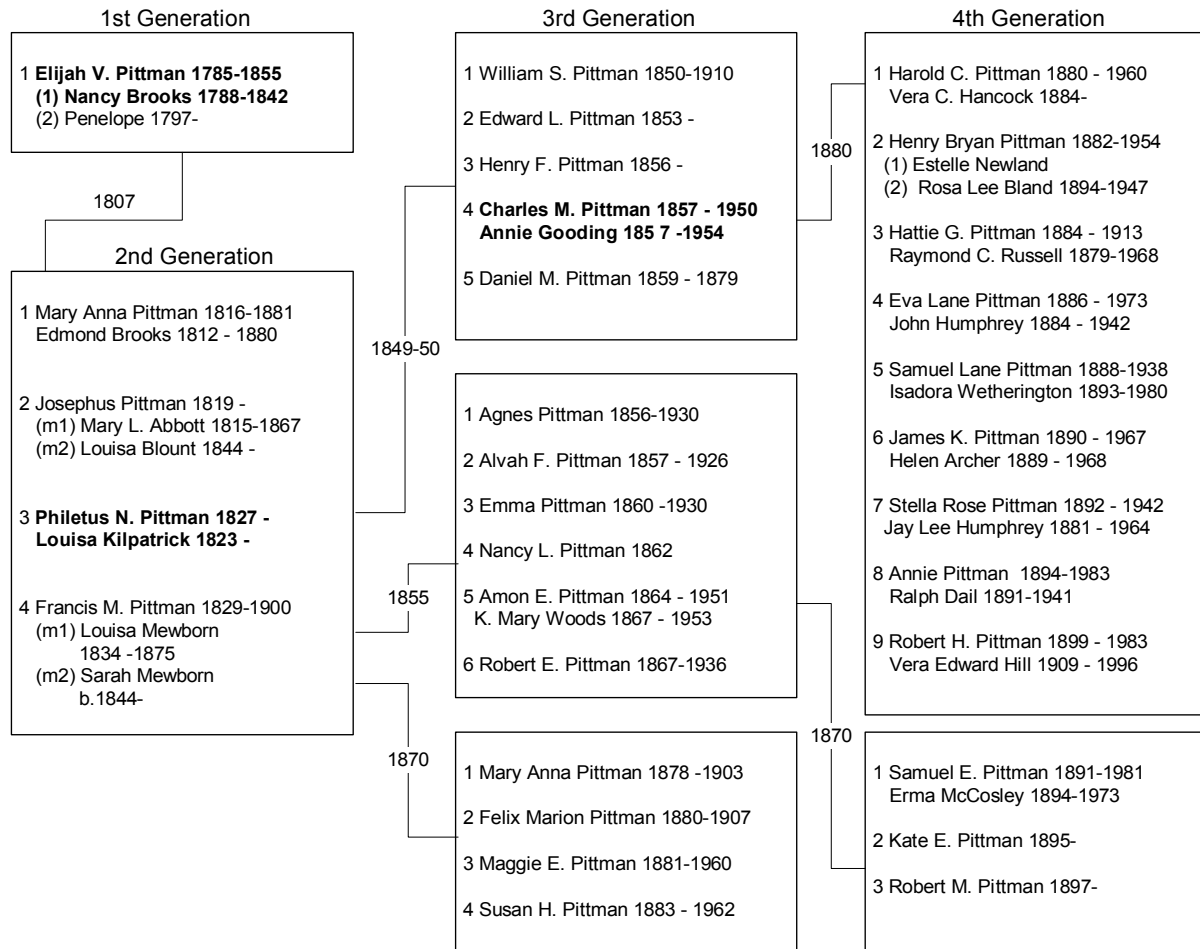 1st Generation
1 Elijah V. Pittman 1785-1855
(1) Nancy Brooks 1788-1842
(2) Penelope 1797-
1807
2nd Generation
1 Mary Anna Pittman 1816-1881
Edmond Brooks 1812 - 1880
2 Josephus Pittman 1819 -
(m1) Mary L. Abbott 1815-1867
(m2) Louisa Blount 1844 -
3 Philetus N. Pittman 1827 -
Louisa Kilpatrick 1823 -
4 Francis M. Pittman 1829-1900
(m1) Louisa Mewborn
1834 -1875
(m2) Sarah Mewborn
b.1844-
1849-50
1855
1870
3rd Generation
1 William S. Pittman 1850-1910
2 Edward L. Pittman 1853 -
3 Henry F. Pittman 1856 -
4 Charles M. Pittman 1857 - 1950
Annie Gooding 185 7 -1954
5 Daniel M. Pittman 1859 - 1879
1 Agnes Pittman 1856-1930
2 Alvah F. Pittman 1857 - 1926
3 Emma Pittman 1860 -1930
4 Nancy L. Pittman 1862
5 Amon E. Pittman 1864 - 1951
K. Mary Woods 1867 - 1953
6 Robert E. Pittman 1867-1936
1 Mary Anna Pittman 1878 -1903
2 Felix Marion Pittman 1880-1907
3 Maggie E. Pittman 1881-1960
4 Susan H. Pittman 1883 - 1962
1880
1870
4th Generation
1 Harold C. Pittman 1880 - 1960
Vera C. Hancock 1884-
2 Henry Bryan Pittman 1882-1954
(1) Estelle Newland
(2) Rosa Lee Bland 1894-1947
3 Hattie G. Pittman 1884 - 1913
Raymond C. Russell 1879-1968
4 Eva Lane Pittman 1886 - 1973
John Humphrey 1884 - 1942
5 Samuel Lane Pittman 1888-1938
Isadora Wetherington 1893-1980
6 James K. Pittman 1890 - 1967
Helen Archer 1889 - 1968
7 Stella Rose Pittman 1892 - 1942
Jay Lee Humphrey 1881 - 1964
8 Annie Pittman 1894-1983
Ralph Dail 1891-1941
9 Robert H. Pittman 1899 - 1983
Vera Edward Hill 1909 - 1996
1 Samuel E. Pittman 1891-1981
Erma McCosley 1894-1973
2 Kate E. Pittman 1895-
3 Robert M. Pittman 1897-